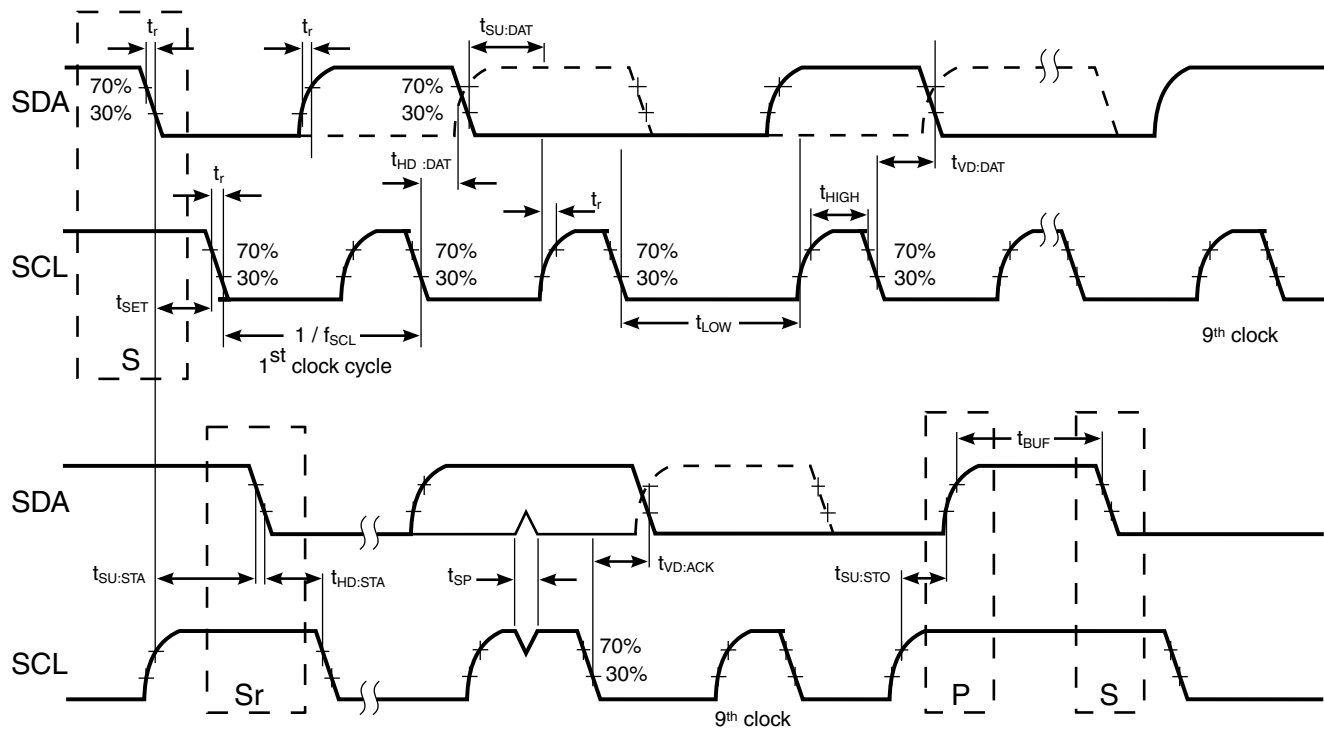 tr
tr
tSU:DAT
SDA
70%
30%
70%
30%
tHD :DAT
tVD:DAT
tr
tr
tHIGH
SCL
70%
30%
70%
30%
70%
30%
70%
30%
tSET
1 / fSCL
tLOW
S
1st clock cycle
9th clock
tBUF
SDA
tSU:STA
tHD:STA
tSP
tVD:ACK
tSU:STO
SCL
70%
30%
Sr
9th clock
P
S